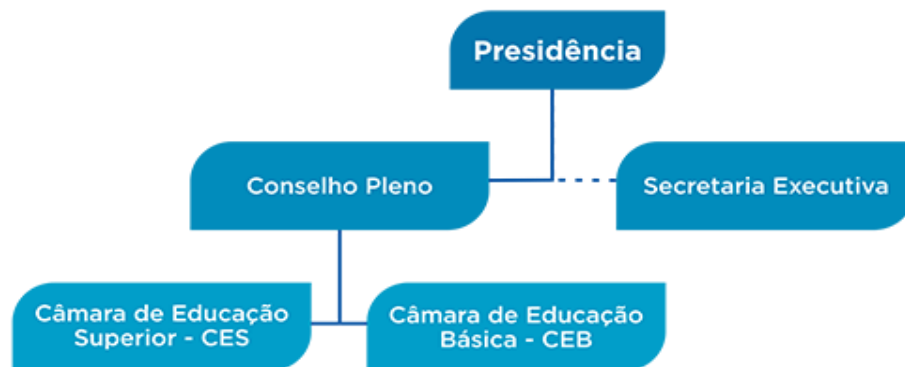 Presidência
Conselho Pleno
Secretaria Executiva
Câmara de Educação
Superior - CES
Câmara de Educação
Básica - CEB